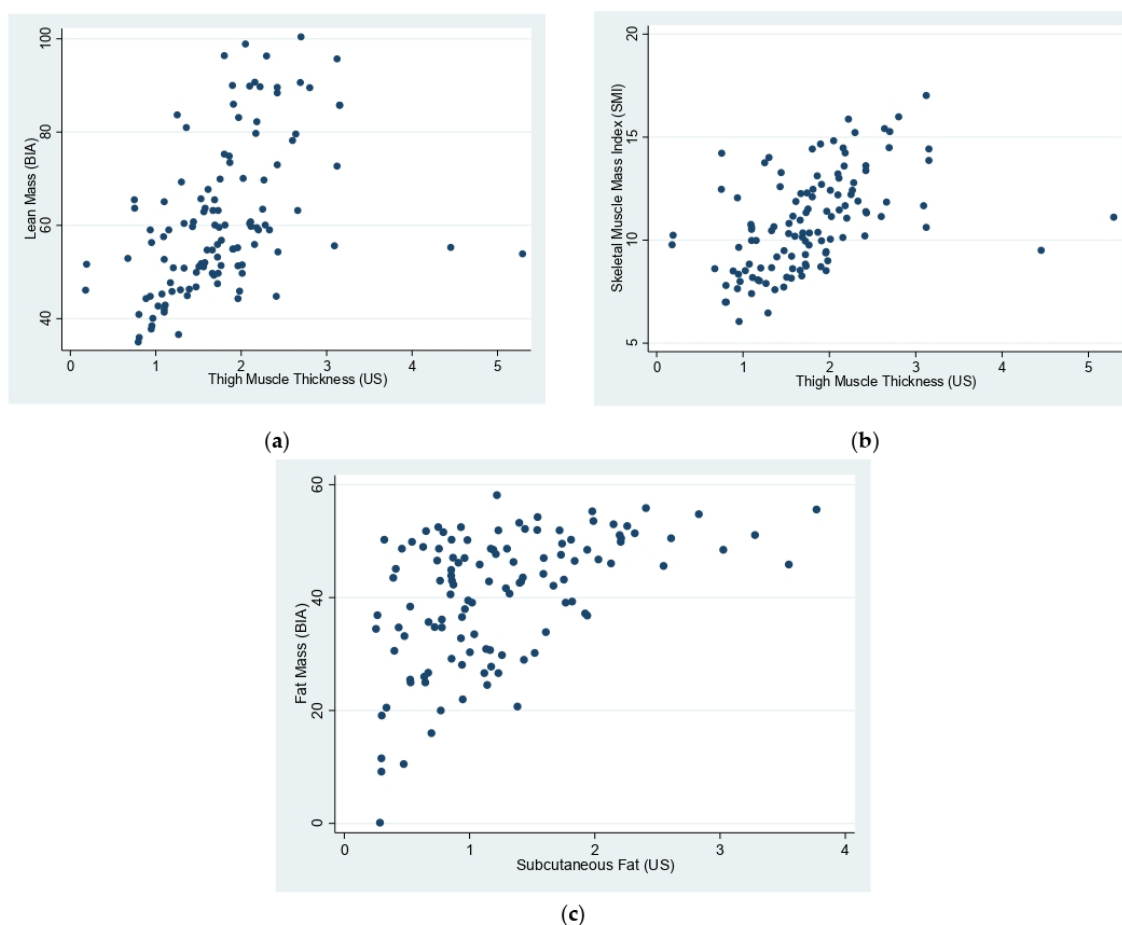 100
80
60
40
Lean Mass (BIA)
0 1 2 3 4 5
Thigh Muscle Thickness (US)
(a)
20
15
10
5
Skeletal Muscle Mass Index (SMI)
0 1 2 3 4 5
Thigh Muscle Thickness (US)
(b)
60
40
20
0
Fat Mass (BIA)
0 1 2 3 4
Subcutaneous Fat (US)
(c)